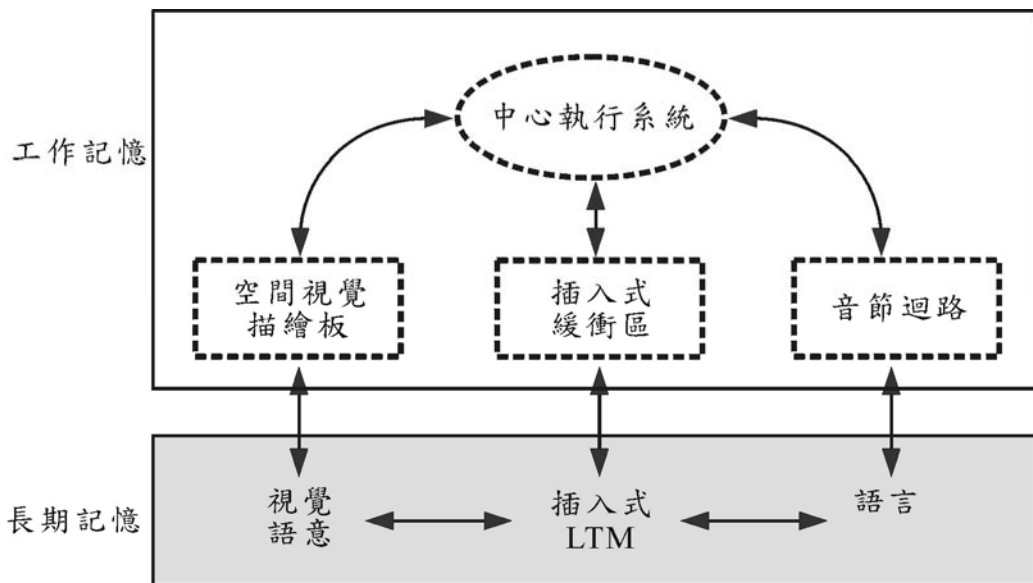 中心執行系統
工作記憶
空間視覺
描繪板
插入式
緩衝區
音節迴路
長期記憶
視覺
語意
插入式
LTM
語言